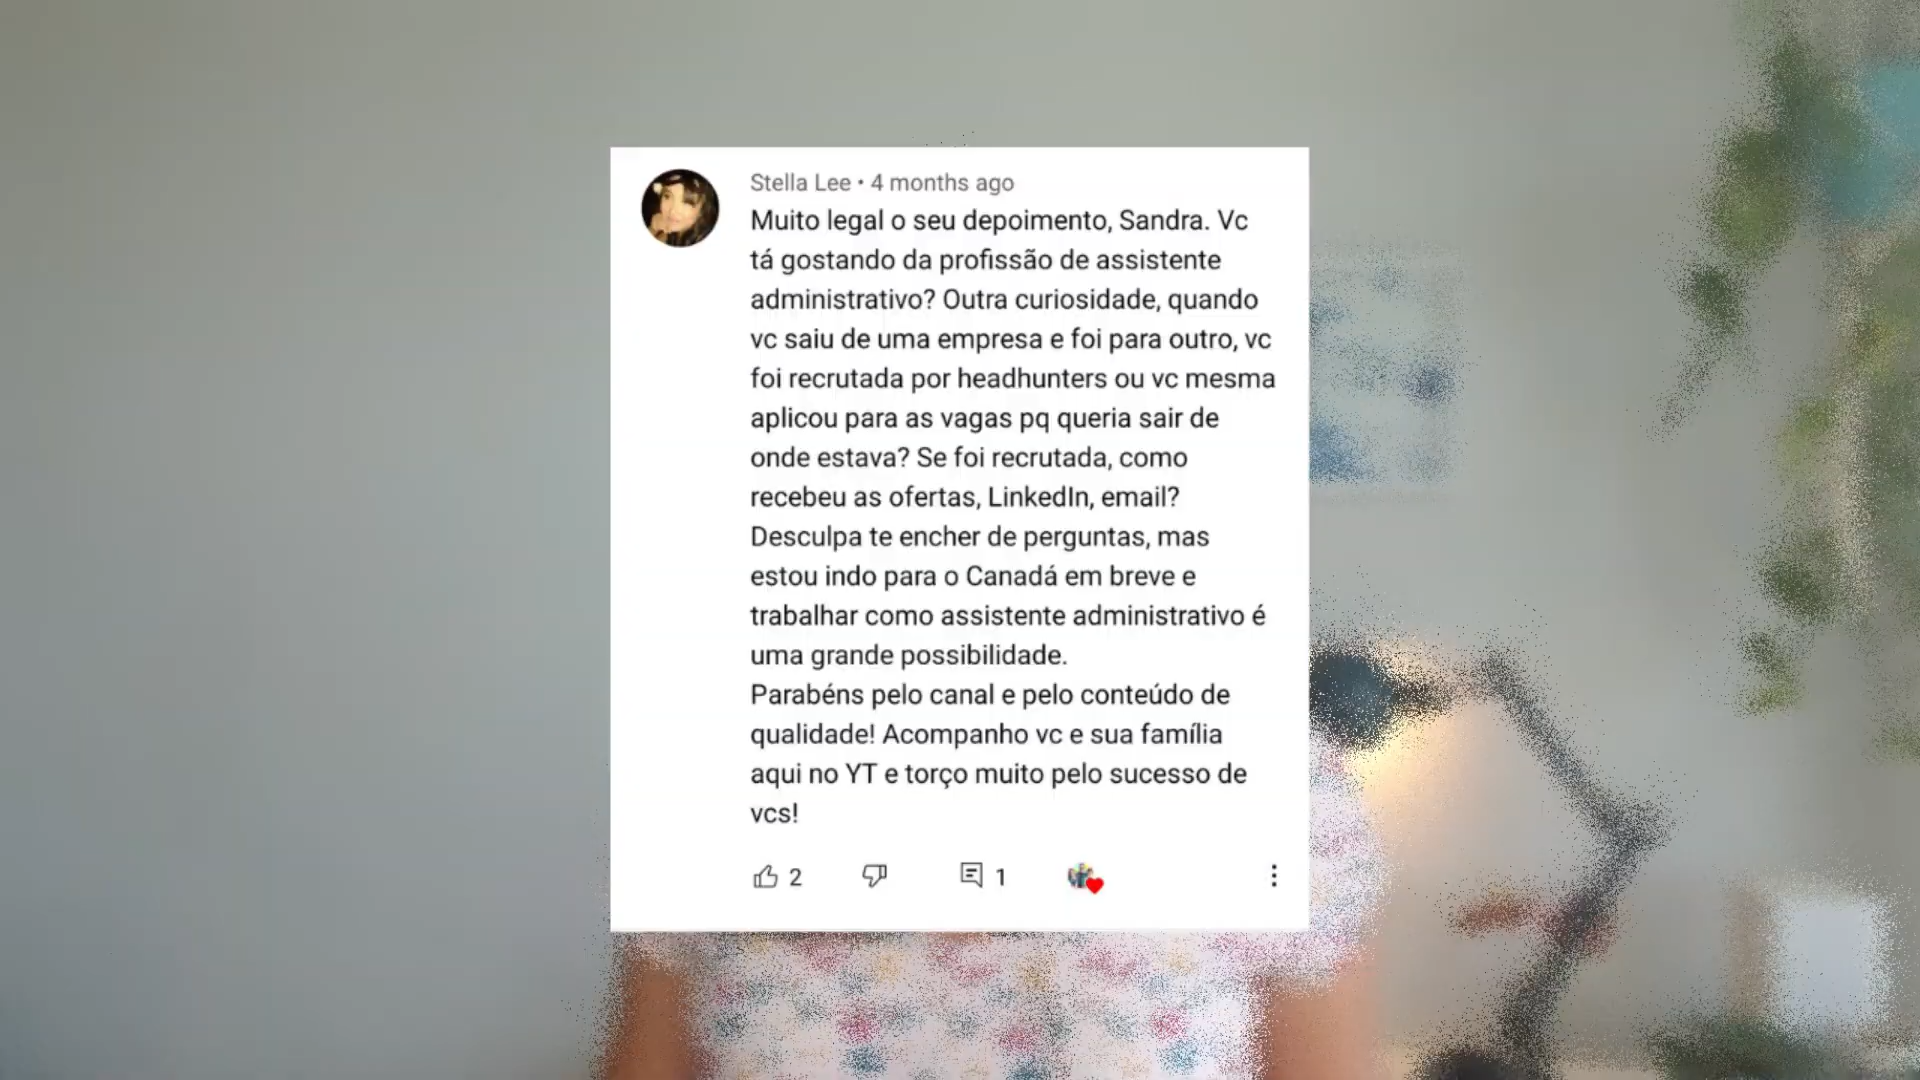 Stella Lee • 4 months ago
Muito legal o seu depoimento, Sandra. Vc
tá gostando da profissão de assistente
administrativo? Outra curiosidade, quando
vc saiu de uma empresa e foi para outro, vc
foi recrutada por headhunters ou vc mesma
aplicou para as vagas pq queria sair de
onde estava? Se foi recrutada, como
recebeu as ofertas, LinkedIn, email?
Desculpa te encher de perguntas, mas
estou indo para o Canadá em breve e
trabalhar como assistente administrativo é
uma grande possibilidade.
Parabéns pelo canal e pelo conteúdo de
qualidade! Acompanho vc e sua família
aqui no YT e torço muito pelo sucesso de
vcs!
2 1